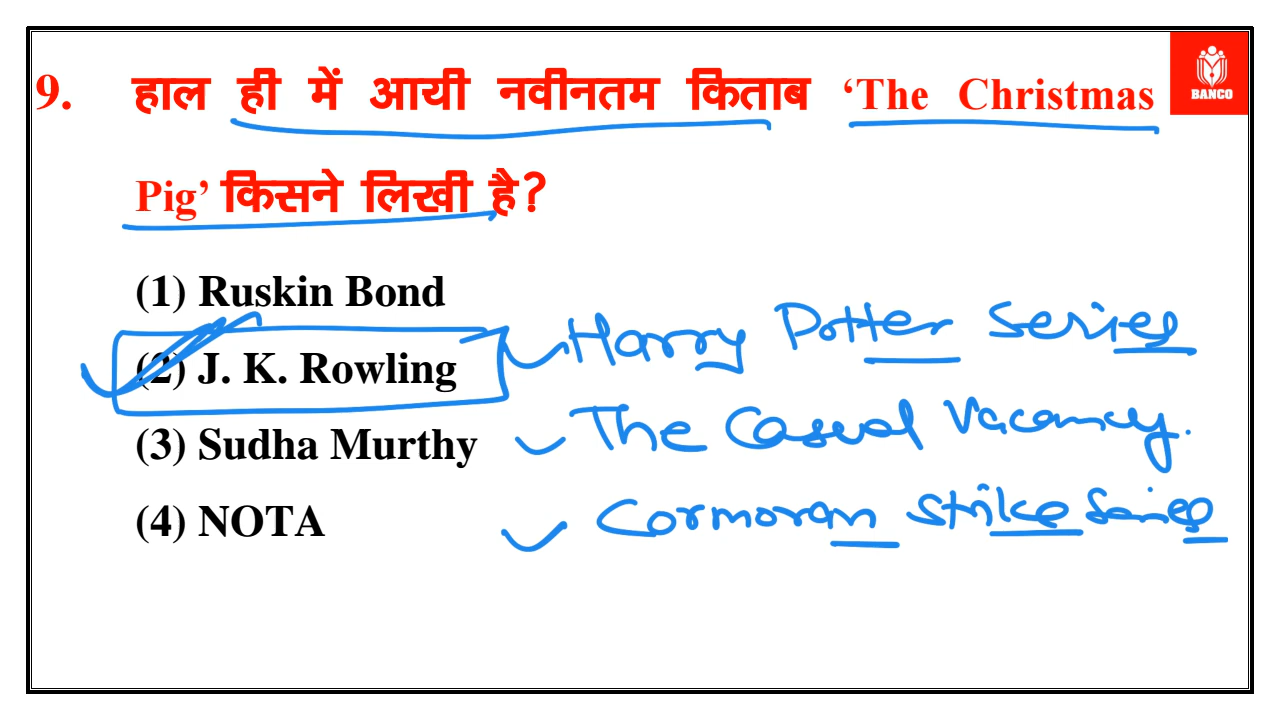 9. हाल ही में आयी नवीनतम किताब ‘The Christmas
BANCO
Pig’ किसने लिखी है?
(1) Ruskin Bond
Harry Potter Series
(2) J. K. Rowling
The Casual Vacancy.
(3) Sudha Murthy
Cormoran Strike Series
(4) NOTA